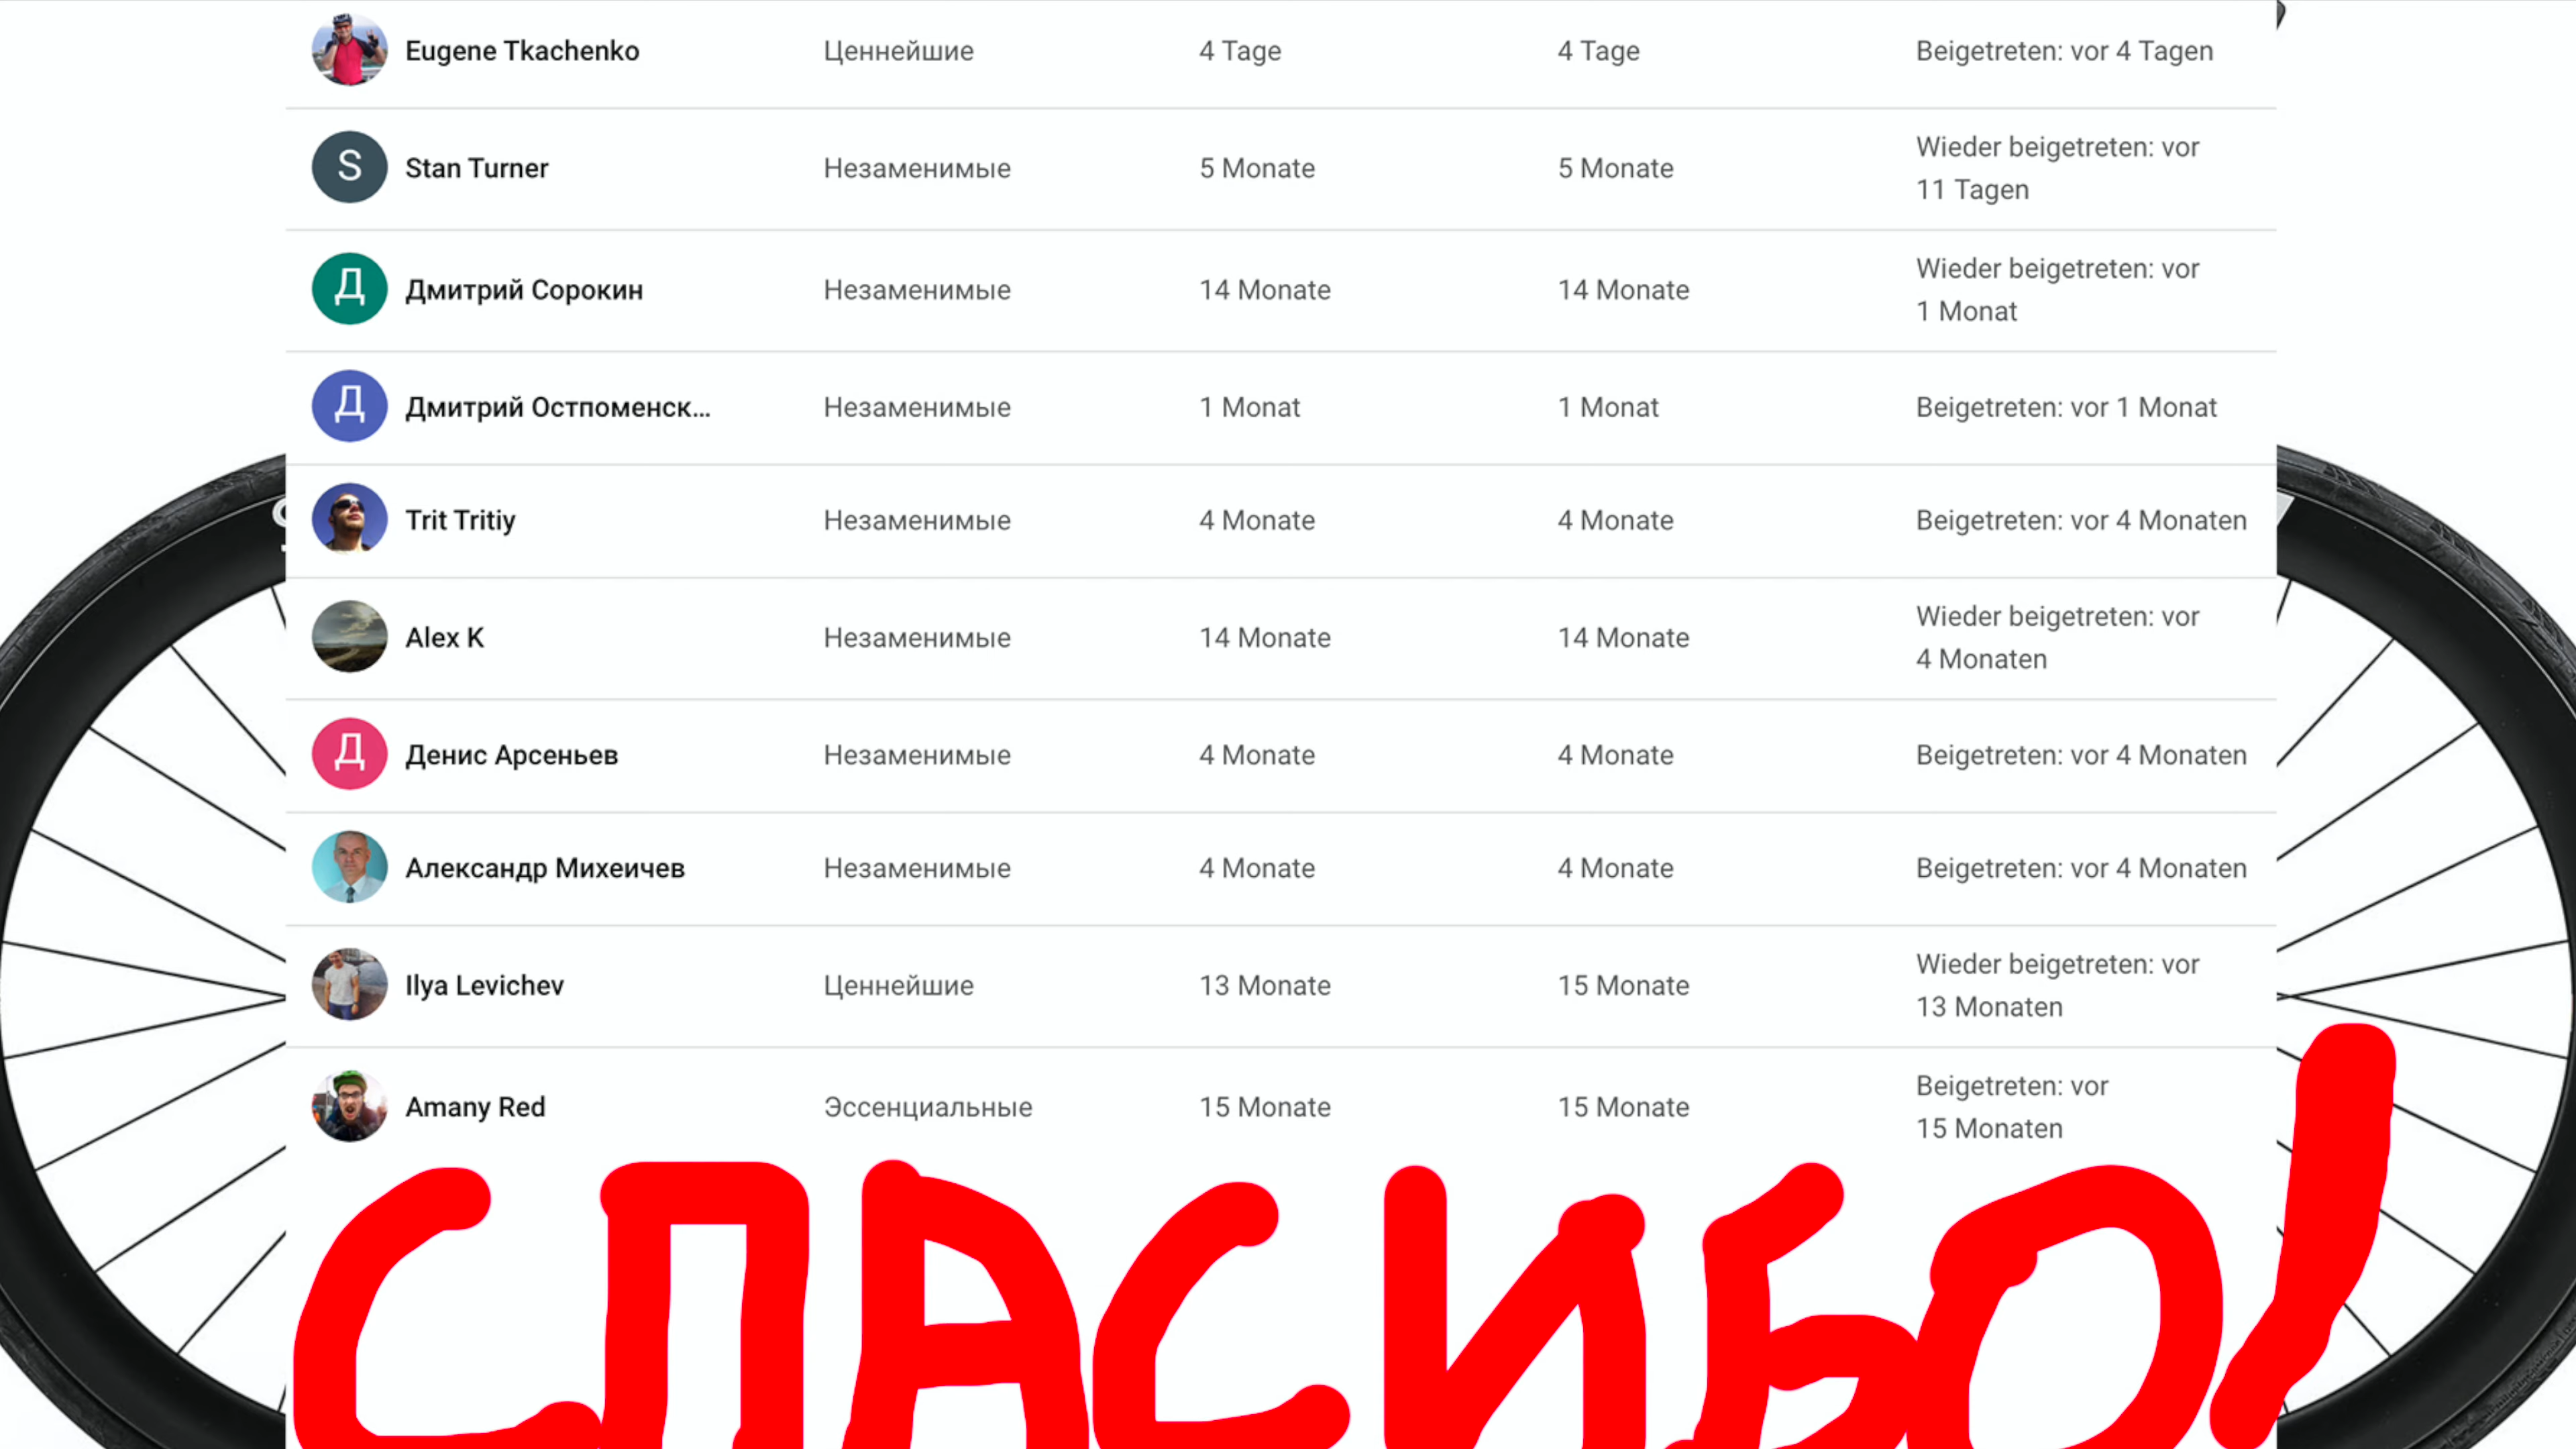 Eugene Tkachenko Ценнейшие 4 Tage 4 Tage Beigetreten: vor 4 Tagen
S Stan Turner Незаменимые 5 Monate 5 Monate Wieder beigetreten: vor
11 Tagen
Д Дмитрий Сорокин Незаменимые 14 Monate 14 Monate Wieder beigetreten: vor
1 Monat
Д Дмитрий Остпоменск... Незаменимые 1 Monat 1 Monat Beigetreten: vor 1 Monat
Trit Tritiy Незаменимые 4 Monate 4 Monate Beigetreten: vor 4 Monaten
Alex K Незаменимые 14 Monate 14 Monate Wieder beigetreten: vor
4 Monaten
Д Денис Арсеньев Незаменимые 4 Monate 4 Monate Beigetreten: vor 4 Monaten
Александр Михеичев Незаменимые 4 Monate 4 Monate Beigetreten: vor 4 Monaten
Ilya Levichev Ценнейшие 13 Monate 15 Monate Wieder beigetreten: vor
13 Monaten
Amany Red Эссенциальные 15 Monate 15 Monate Beigetreten: vor
15 Monaten
СПАСИБО!